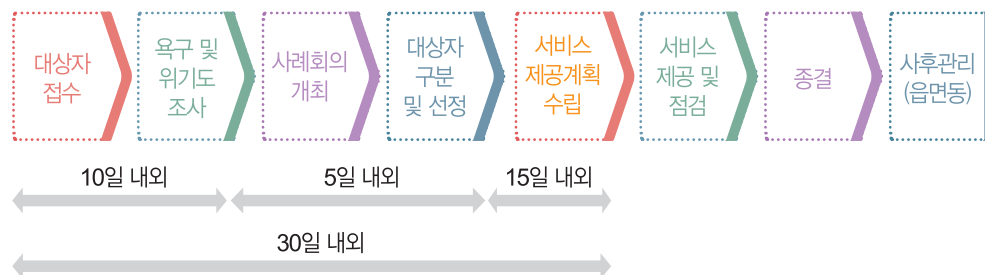 대상자
접수
욕구 및
위기도
조사
사례회의
개최
대상자
구분
및 선정
서비스
제공계획
수립
서비스
제공 및
점검
종결
사후관리
(읍면동)
10일 내외
5일 내외
15일 내외
30일 내외